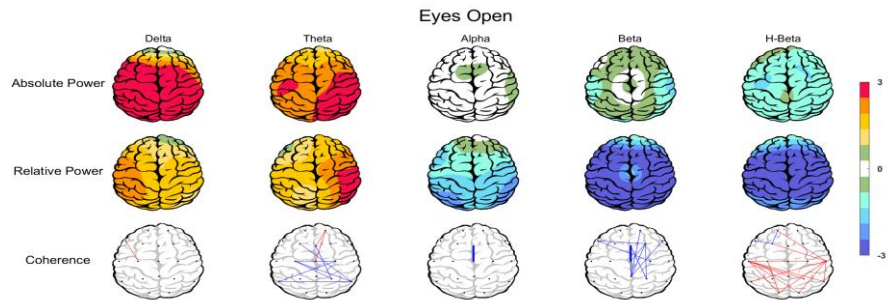 Eyes Open
Delta Theta Alpha Beta H-Beta
Absolute Power
3
Relative Power
0
Coherence
-3